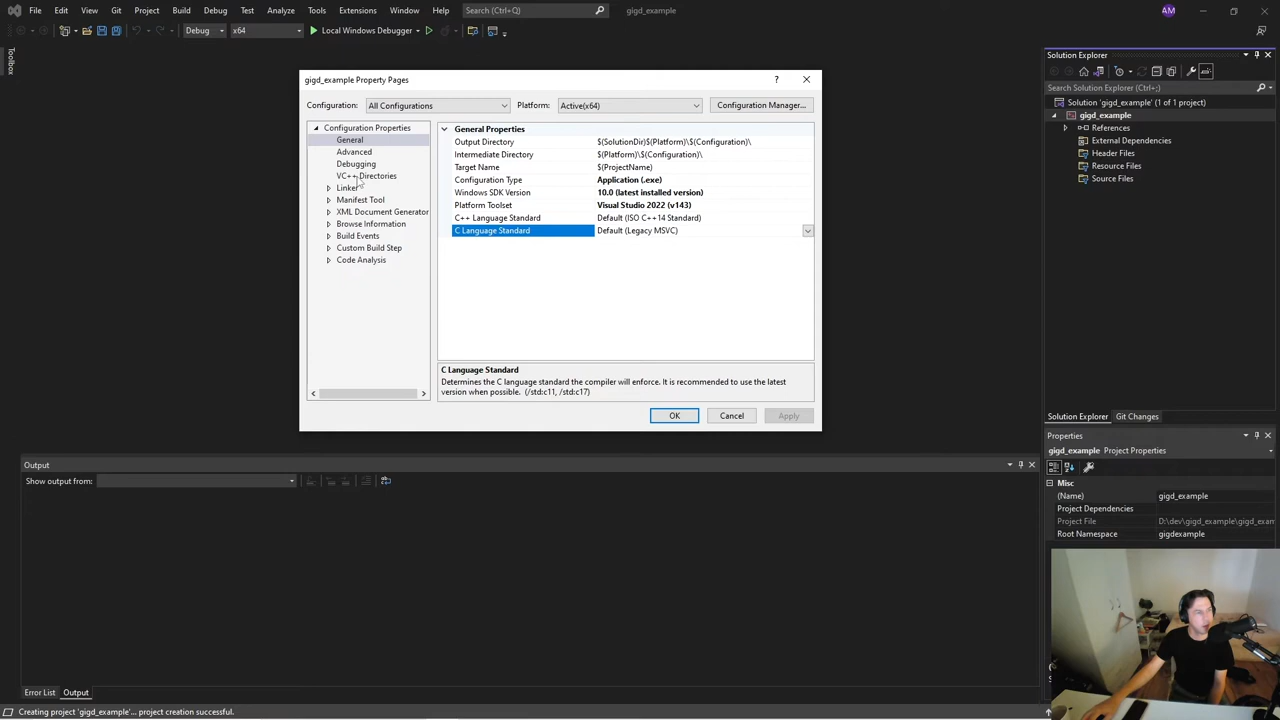 File Edit View Git Project Build Debug Test Analyze Tools Extensions Window Help Search (Ctrl+Q) gigd_example AM
Debug x64 Local Windows Debugger
Toolbox
gigd_example Property Pages
Configuration: All Configurations Platform: Active(x64) Configuration Manager...
Configuration Properties
General
Advanced
Debugging
VC++ Directories
Linker
Manifest Tool
XML Document Generator
Browse Information
Build Events
Custom Build Step
Code Analysis
General Properties
Output Directory $(SolutionDir)$(Platform)\$(Configuration)\
Intermediate Directory $(Platform)\$(Configuration)\
Target Name $(ProjectName)
Configuration Type Application (.exe)
Windows SDK Version 10.0 (latest installed version)
Platform Toolset Visual Studio 2022 (v143)
C++ Language Standard Default (ISO C++14 Standard)
C Language Standard Default (Legacy MSVC)
C Language Standard
Determines the C language standard the compiler will enforce. It is recommended to use the latest
version when possible. (/std:c11, /std:c17)
OK Cancel Apply
Solution Explorer
Search Solution Explorer (Ctrl+;)
Solution 'gigd_example' (1 of 1 project)
gigd_example
References
External Dependencies
Header Files
Resource Files
Source Files
Solution Explorer Git Changes
Properties
gigd_example Project Properties
Misc
(Name) gigd_example
Project Dependencies
Project File D:\dev\gigd_example\gigd_exam
Root Namespace gigdexample
Output
Show output from:
Error List Output
Creating project 'gigd_example'... project creation successful.